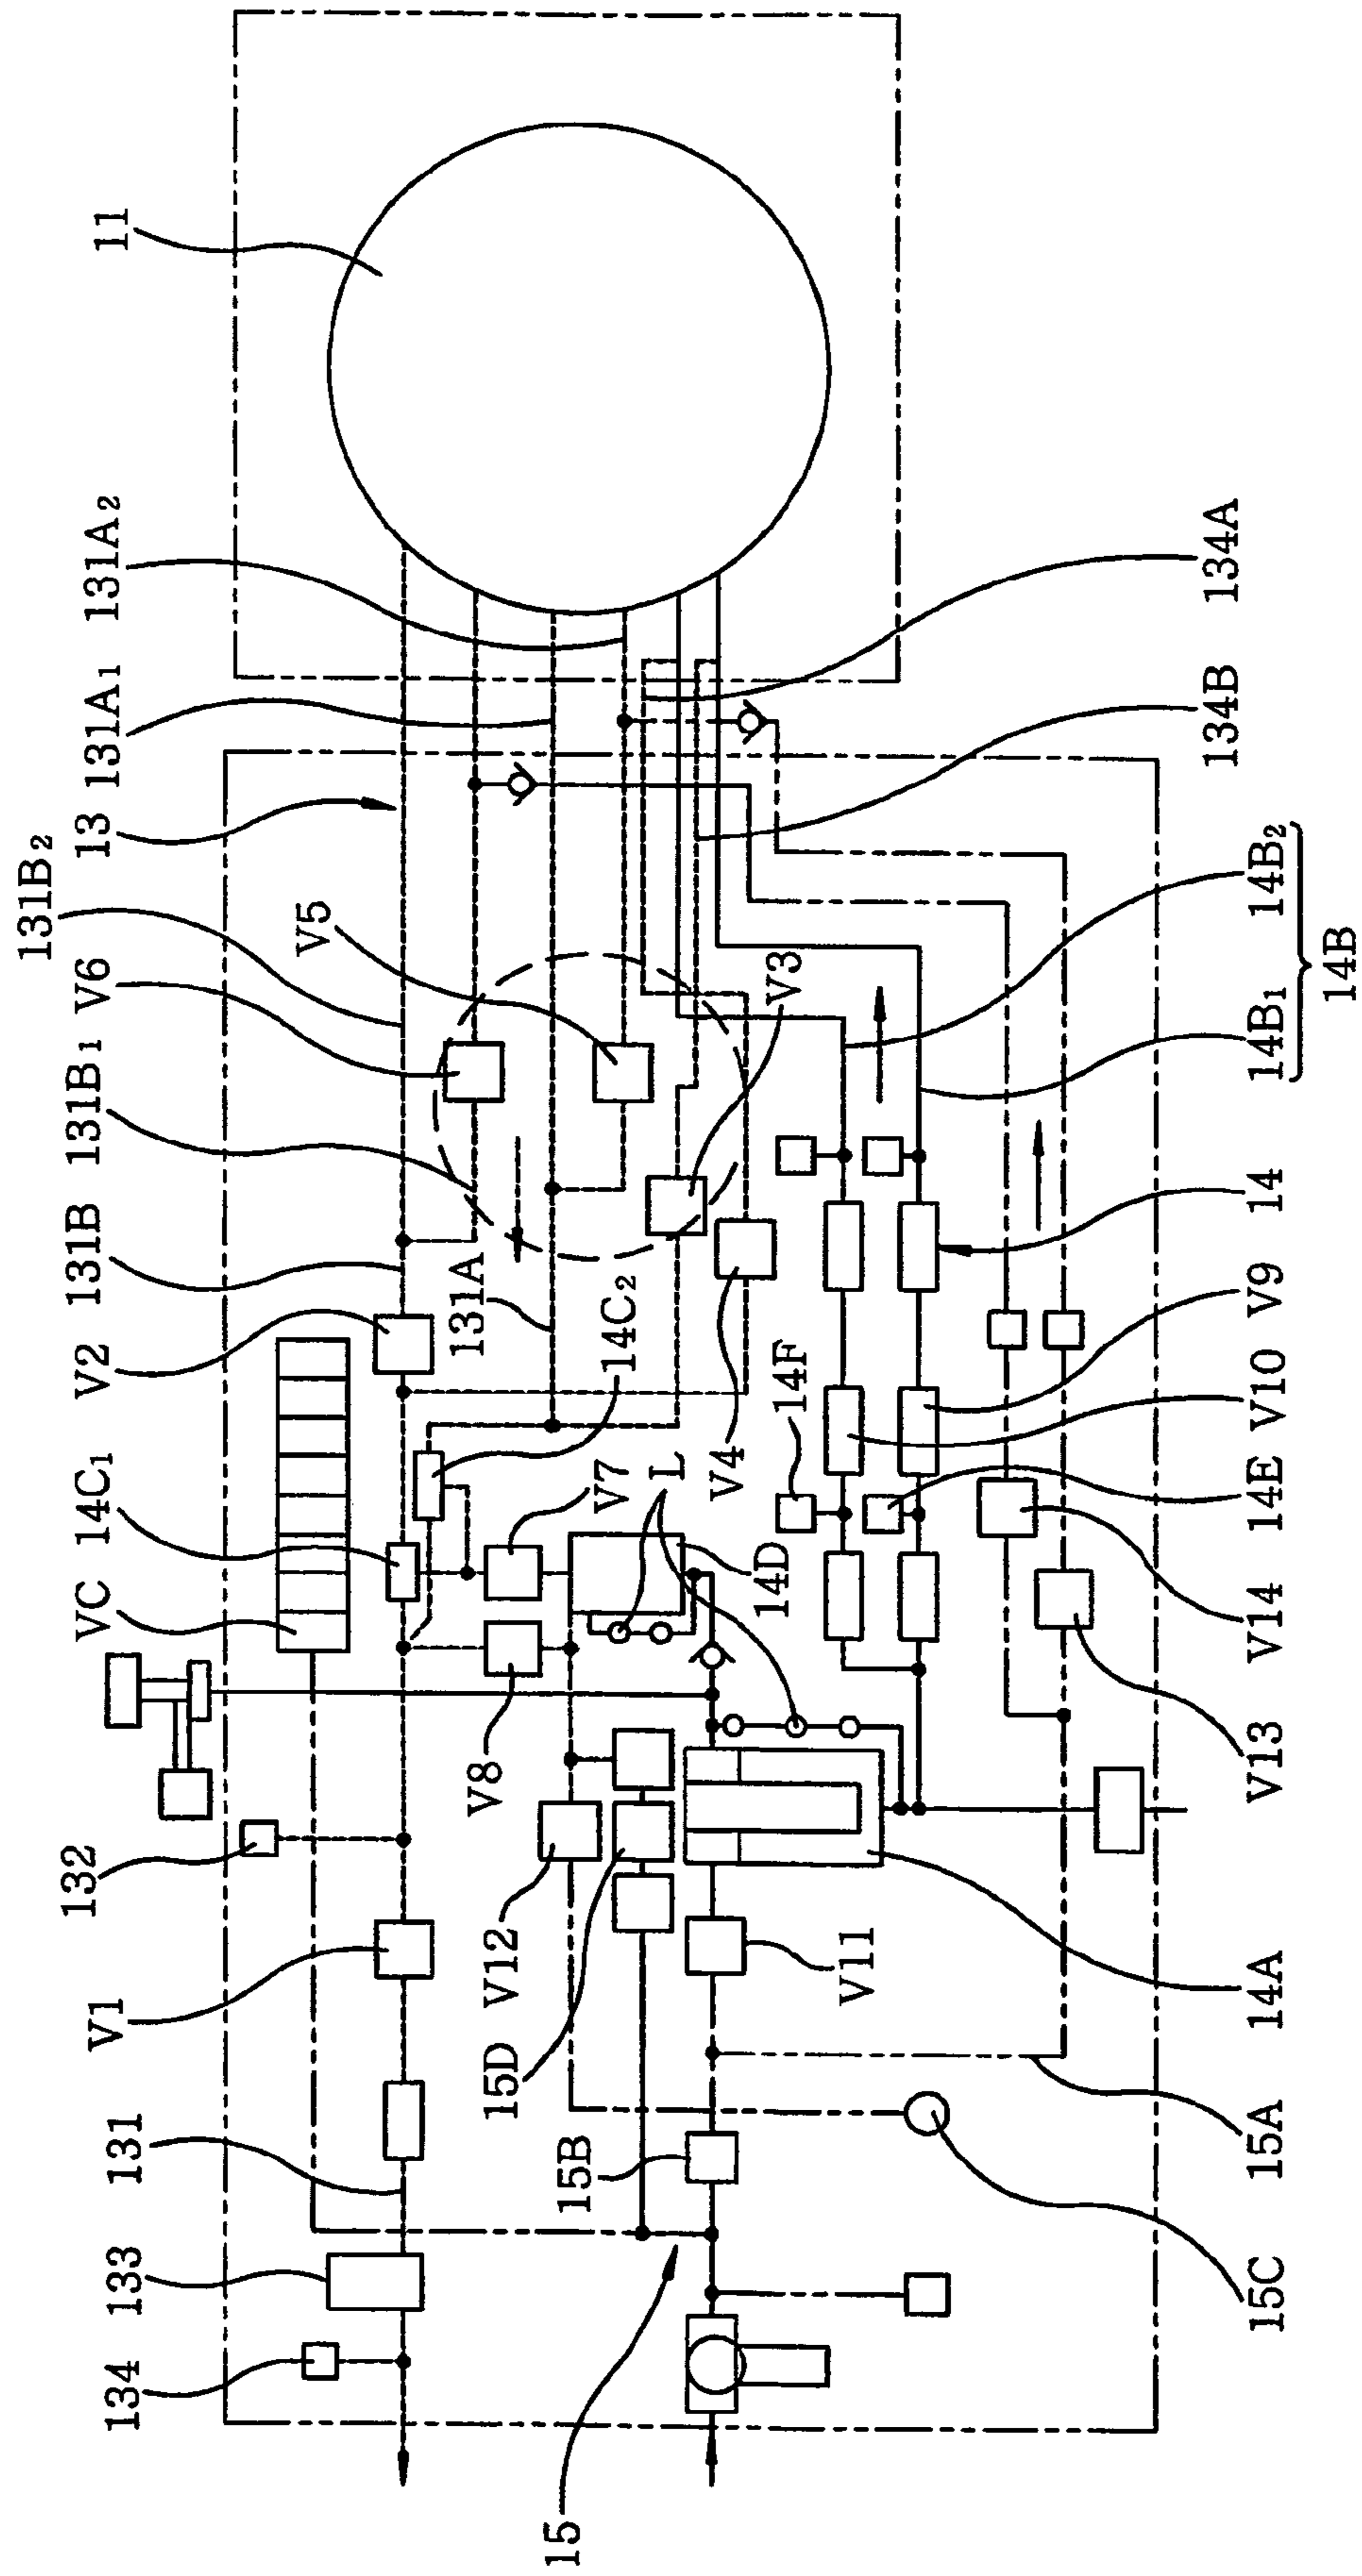 15
134
133
131
V1
132
VC
14C1
V2
131B
131B1
V6
131B2
13
131A1
131A2
11
V5
131A
14C2
V7
L
V4
V3
14F
14D
V8
V12
15D
15B
V11
134A
134B
14B1
14B2
14B
14
V9
V10
14E
V14
V13
14A
15A
15C